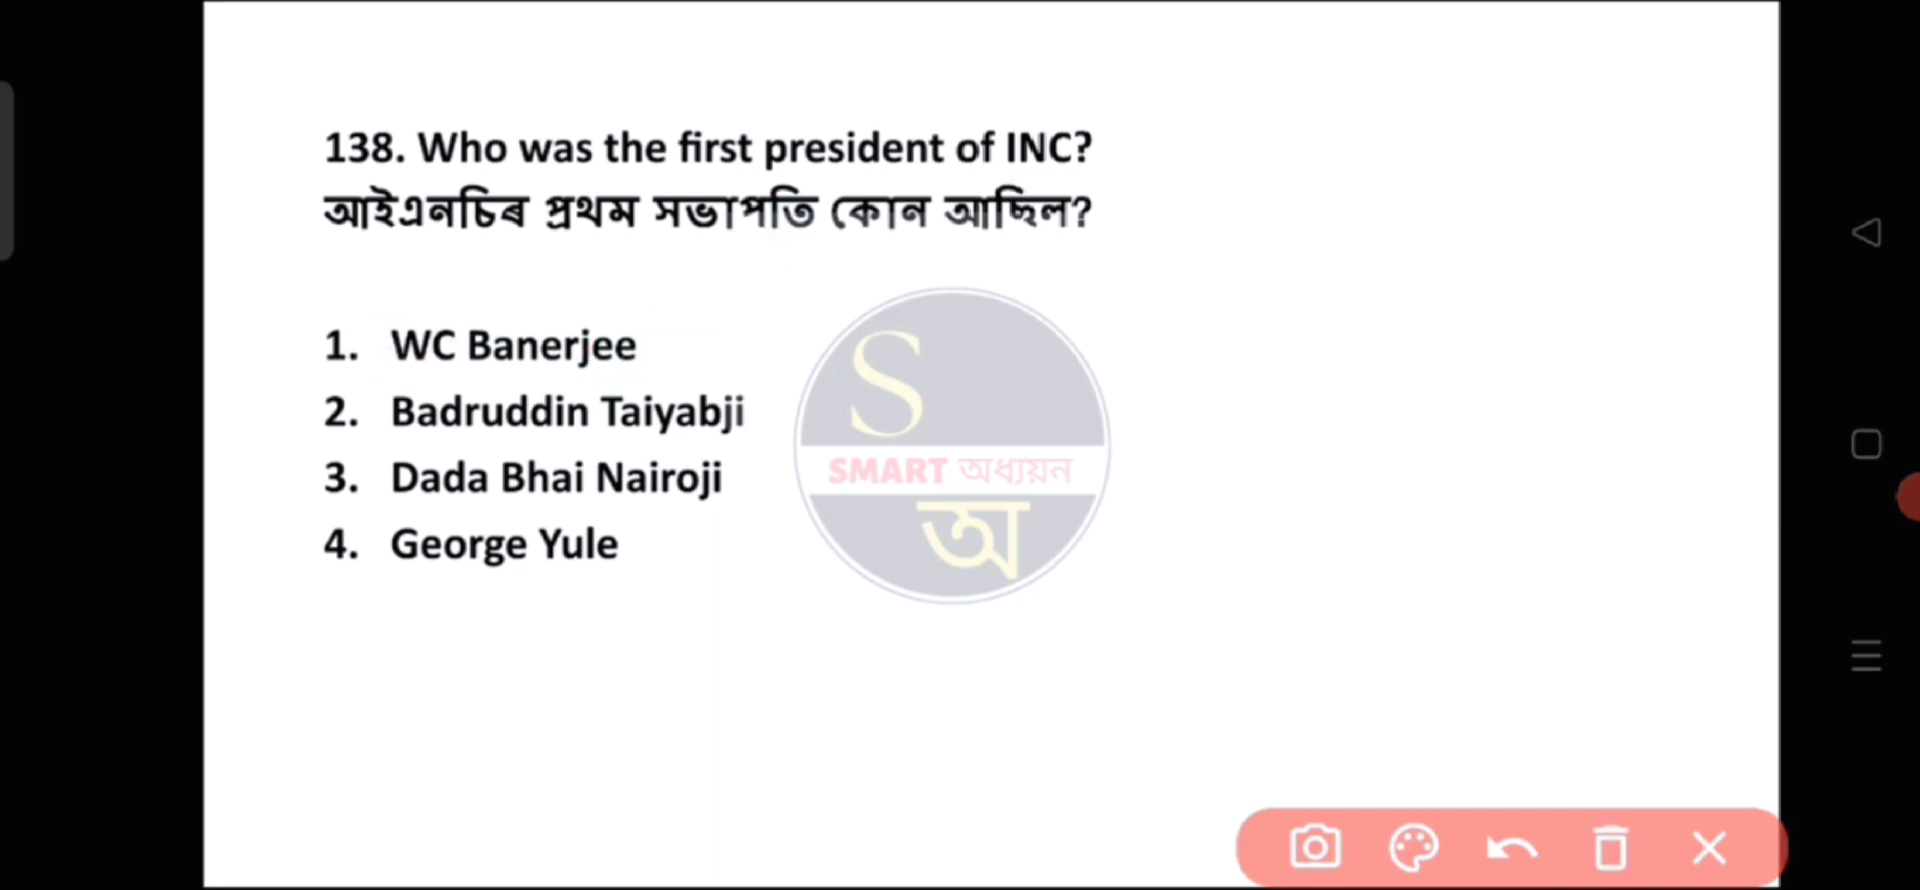 138. Who was the first president of INC?
আইএনচিৰ প্ৰথম সভাপতি কোন আছিল?
1. WC Banerjee
2. Badruddin Taiyabji
3. Dada Bhai Nairoji
4. George Yule
S
SMART অধ্যয়ন
অ